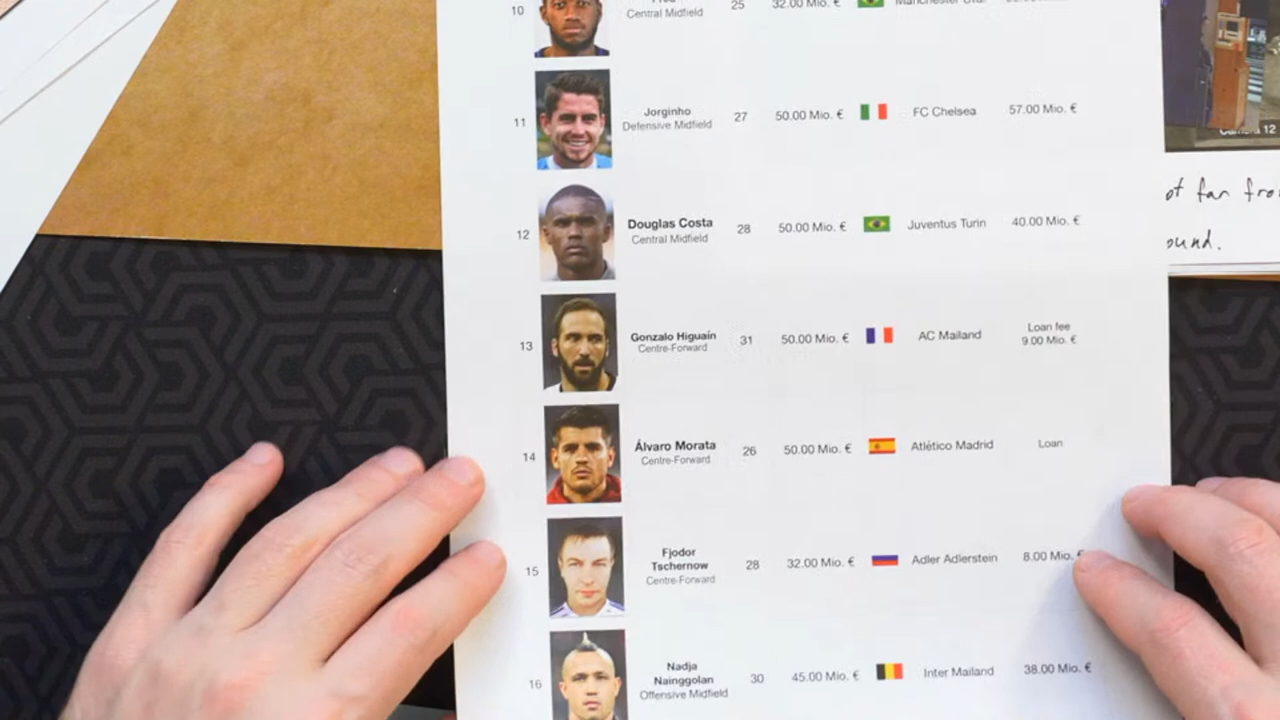 10
Central Midfield
25
32.00 Mio. €
11
Jorginho
Defensive Midfield
27
50.00 Mio. €
FC Chelsea
57.00 Mio. €
12
Douglas Costa
Central Midfield
28
50.00 Mio. €
Juventus Turin
40.00 Mio. €
13
Gonzalo Higuaín
Centre-Forward
31
50.00 Mio. €
AC Mailand
Loan fee
9.00 Mio. €
14
Álvaro Morata
Centre-Forward
26
50.00 Mio. €
Atlético Madrid
Loan
15
Fjodor
Tschernow
Centre-Forward
28
32.00 Mio. €
Adler Adlerstein
8.00 Mio. €
16
Nadja
Nainggolan
Offensive Midfield
30
45.00 Mio. €
Inter Mailand
38.00 Mio. €
12
far